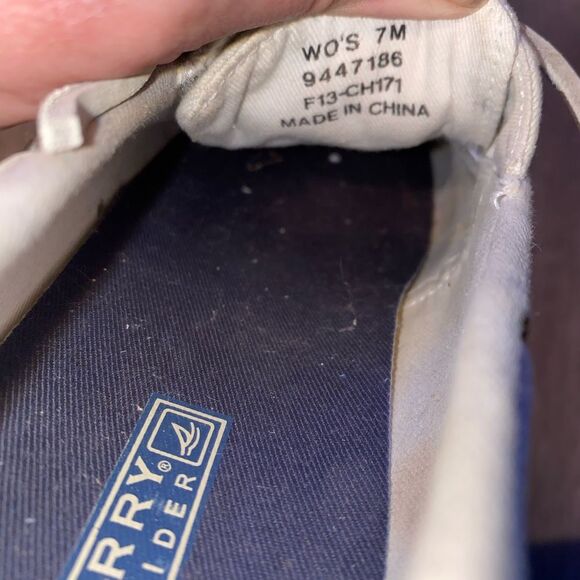 WO'S 7M
9447186
F13-CH171
MADE IN CHINA
RRY®
IDER